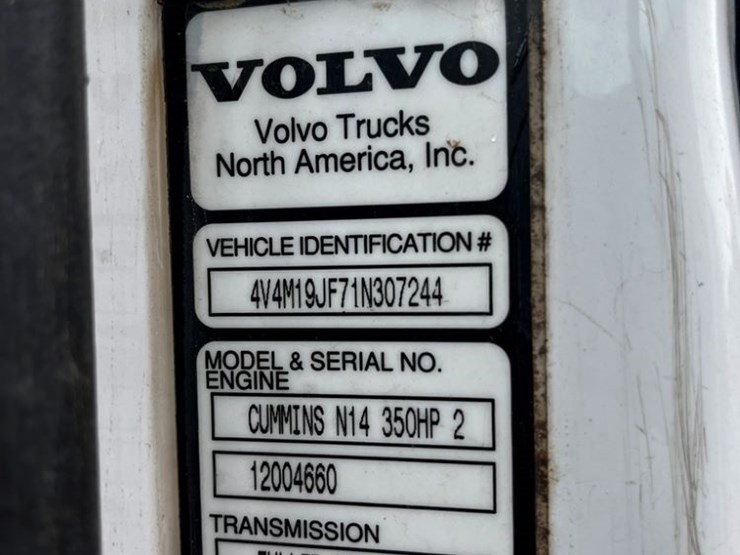 VOLVO
Volvo Trucks
North America, Inc.
VEHICLE IDENTIFICATION #
4V4M19JF71N307244
MODEL & SERIAL NO.
ENGINE
CUMMINS N14 350HP 2
12004660
TRANSMISSION